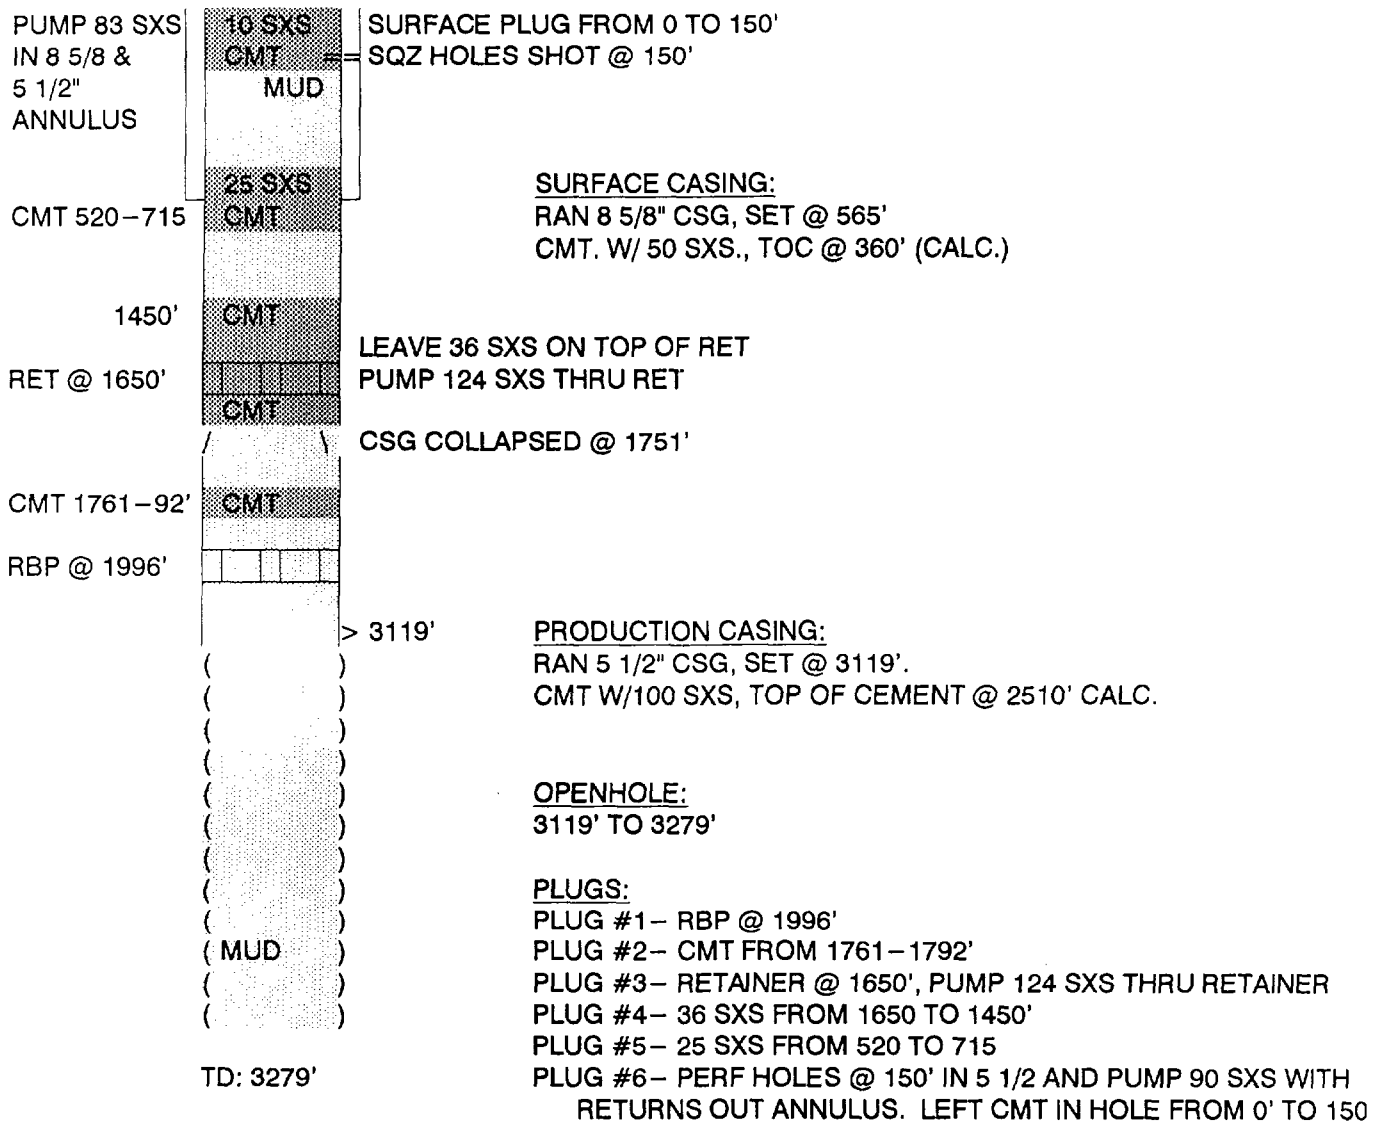 PUMP 83 SXS
IN 8 5/8 &
5 1/2"
ANNULUS
10 SXS
CMT
MUD
SURFACE PLUG FROM 0 TO 150'
== SQZ HOLES SHOT @ 150'
25 SXS
CMT
CMT 520–715
SURFACE CASING:
RAN 8 5/8" CSG, SET @ 565'
CMT. W/ 50 SXS., TOC @ 360' (CALC.)
1450'
CMT
LEAVE 36 SXS ON TOP OF RET
RET @ 1650'
PUMP 124 SXS THRU RET
CMT
/ \ CSG COLLAPSED @ 1751'
CMT 1761–92'
CMT
RBP @ 1996'
> 3119'
PRODUCTION CASING:
RAN 5 1/2" CSG, SET @ 3119'.
CMT W/100 SXS, TOP OF CEMENT @ 2510' CALC.
OPENHOLE:
3119' TO 3279'
( MUD )
PLUGS:
PLUG #1– RBP @ 1996'
PLUG #2– CMT FROM 1761–1792'
PLUG #3– RETAINER @ 1650', PUMP 124 SXS THRU RETAINER
PLUG #4– 36 SXS FROM 1650 TO 1450'
PLUG #5– 25 SXS FROM 520 TO 715
PLUG #6– PERF HOLES @ 150' IN 5 1/2 AND PUMP 90 SXS WITH
RETURNS OUT ANNULUS. LEFT CMT IN HOLE FROM 0' TO 150
TD: 3279'